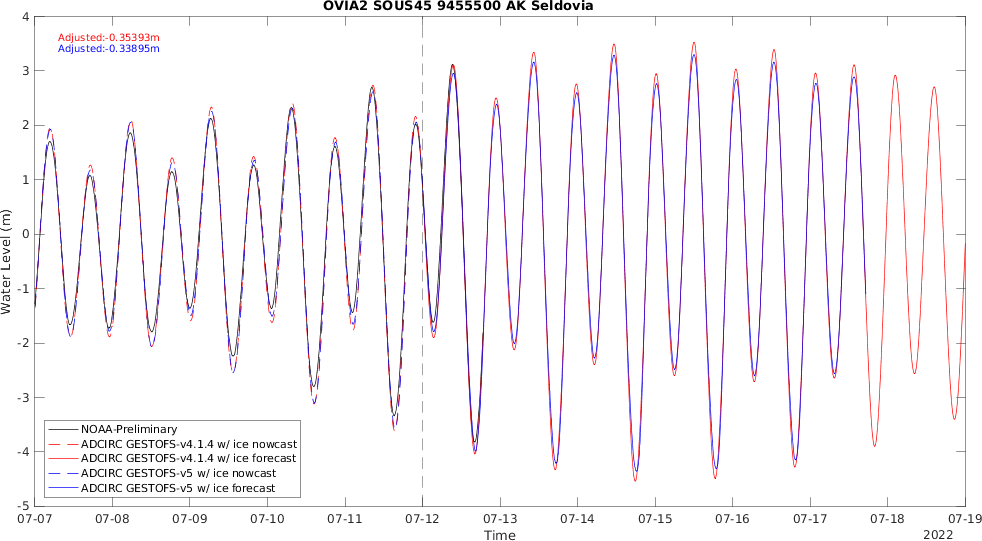 OVIA2 SOUS45 9455500 AK Seldovia
Adjusted:-0.35393m
Adjusted:-0.33895m
4
3
2
1
0
-1
-2
-3
-4
-5
Water Level (m)
NOAA-Preliminary
ADCIRC GESTOFS-v4.1.4 w/ ice nowcast
ADCIRC GESTOFS-v4.1.4 w/ ice forecast
ADCIRC GESTOFS-v5 w/ ice nowcast
ADCIRC GESTOFS-v5 w/ ice forecast
07-07 07-08 07-09 07-10 07-11 07-12 07-13 07-14 07-15 07-16 07-17 07-18 07-19
Time
2022